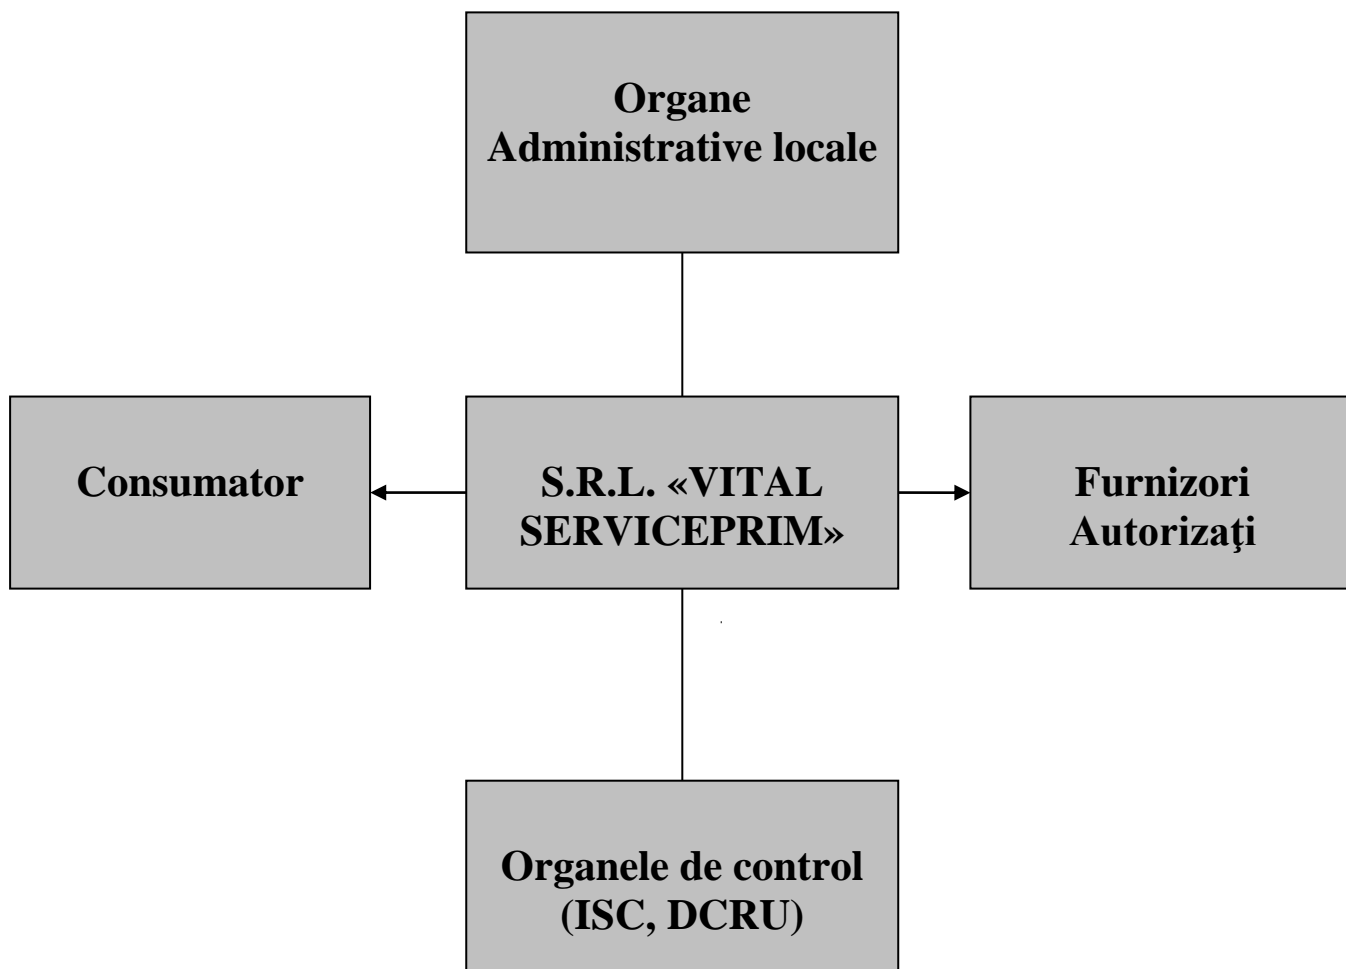 Organe
Administrative locale
Consumator
S.R.L. «VITAL
SERVICEPRIM»
Furnizori
Autorizaţi
Organele de control
(ISC, DCRU)